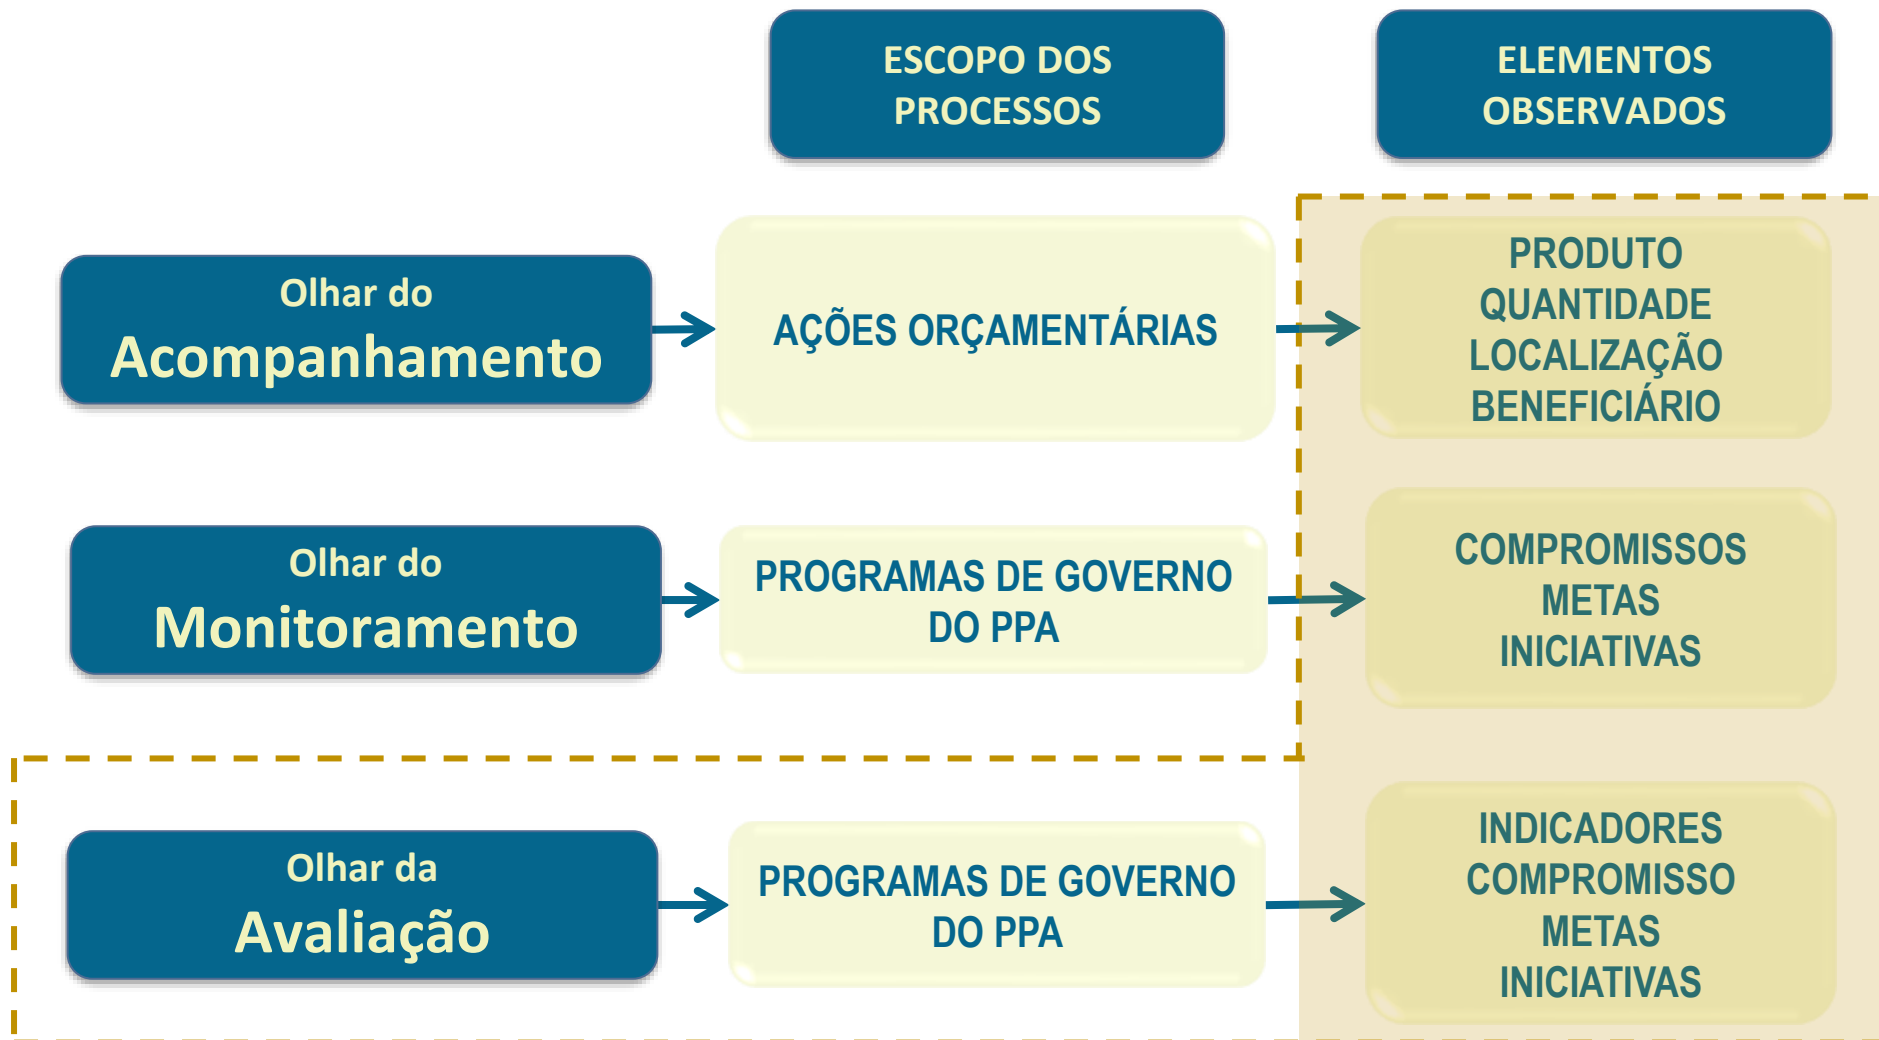 ESCOPO DOS
PROCESSOS
ELEMENTOS
OBSERVADOS
Olhar do
Acompanhamento
AÇÕES ORÇAMENTÁRIAS
PRODUTO
QUANTIDADE
LOCALIZAÇÃO
BENEFICIÁRIO
Olhar do
Monitoramento
PROGRAMAS DE GOVERNO
DO PPA
COMPROMISSOS
METAS
INICIATIVAS
Olhar da
Avaliação
PROGRAMAS DE GOVERNO
DO PPA
INDICADORES
COMPROMISSO
METAS
INICIATIVAS